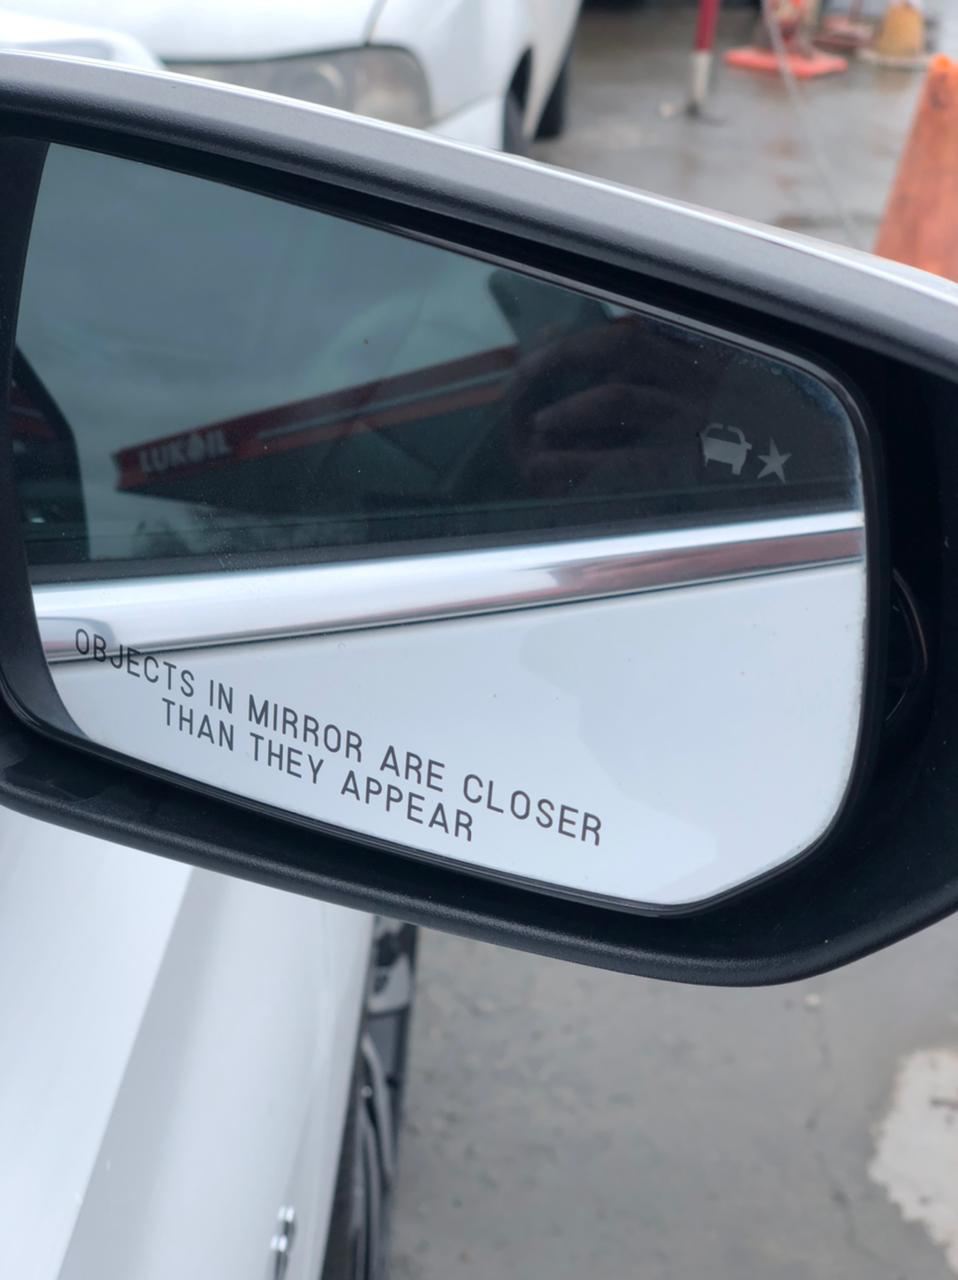 LUKOIL
OBJECTS IN MIRROR ARE CLOSER
THAN THEY APPEAR